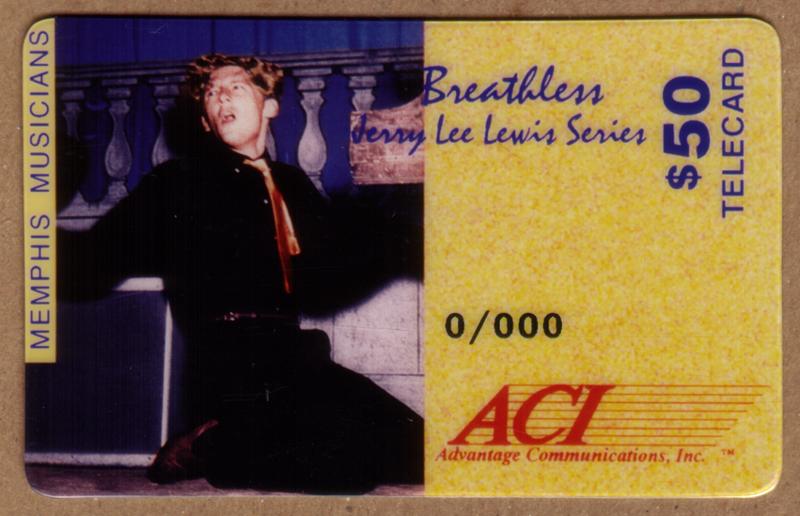 MEMPHIS MUSICIANS
Breathless
Jerry Lee Lewis Series
$50
TELECARD
0/000
ACI
Advantage Communications, Inc. ™